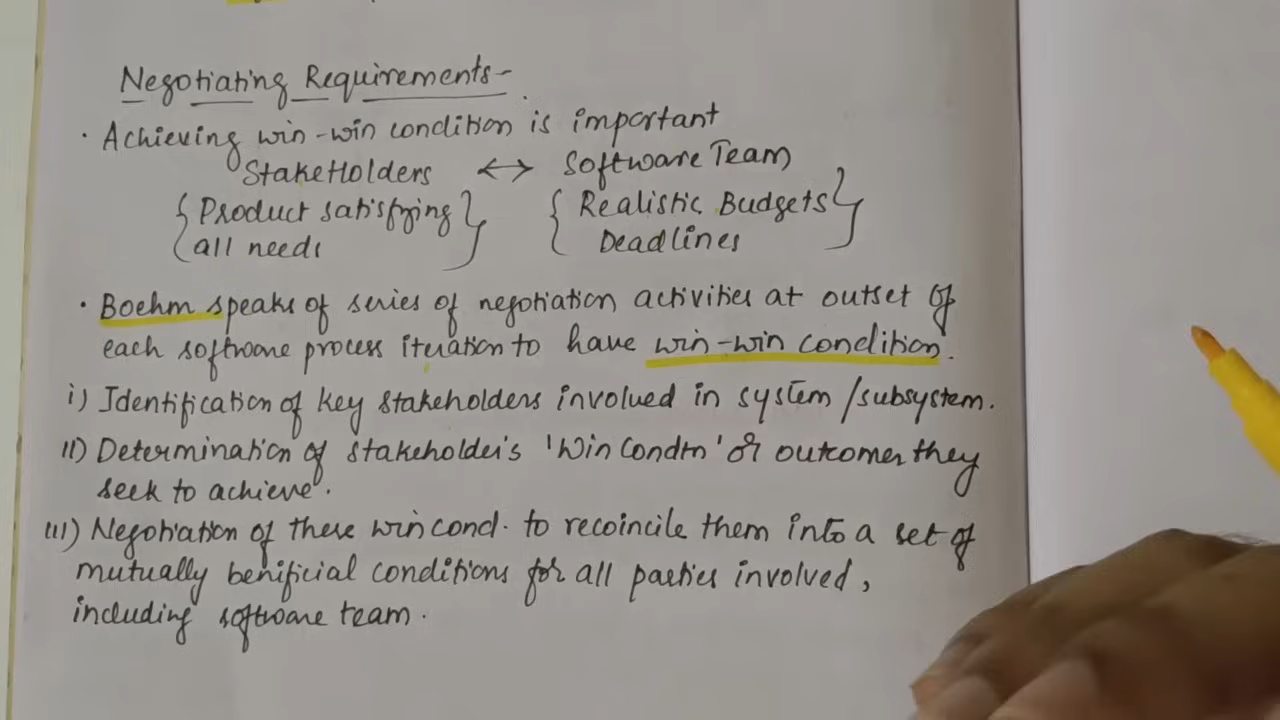 Negotiating Requirements-
• Achieving win-win condition is important
StakeHolders <-> Software Team
{Product satisfying all needs} {Realistic Budgets Deadlines}
• Boehm speaks of series of negotiation activities at outset of
each software process iteration to have win-win condition.
i) Identification of key stakeholders involved in system/subsystem.
ii) Determination of stakeholder's 'Win Condtn' or outcomes they
seek to achieve.
iii) Negotiation of these win cond. to recoincile them into a set of
mutually benificial conditions for all parties involved,
including software team.